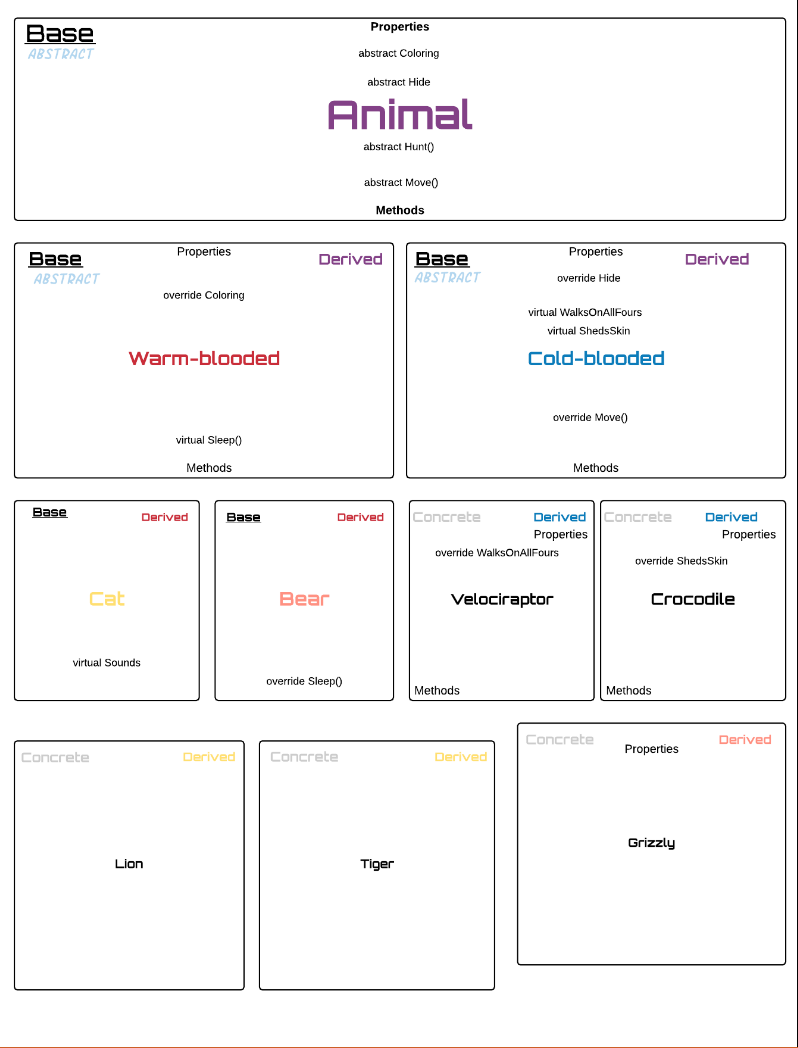 Base
Properties
ABSTRACT
abstract Coloring
abstract Hide
Animal
abstract Hunt()
abstract Move()
Methods
Base
Properties
Derived
ABSTRACT
override Coloring
Warm-blooded
virtual Sleep()
Methods
Base
Properties
Derived
ABSTRACT
override Hide
virtual WalksOnAllFours
virtual ShedsSkin
Cold-blooded
override Move()
Methods
Base
Derived
Cat
virtual Sounds
Base
Derived
Bear
override Sleep()
Concrete
Derived
Properties
override WalksOnAllFours
Velociraptor
Methods
Concrete
Derived
Properties
override ShedsSkin
Crocodile
Methods
Concrete
Derived
Lion
Concrete
Derived
Tiger
Concrete
Derived
Properties
Grizzly